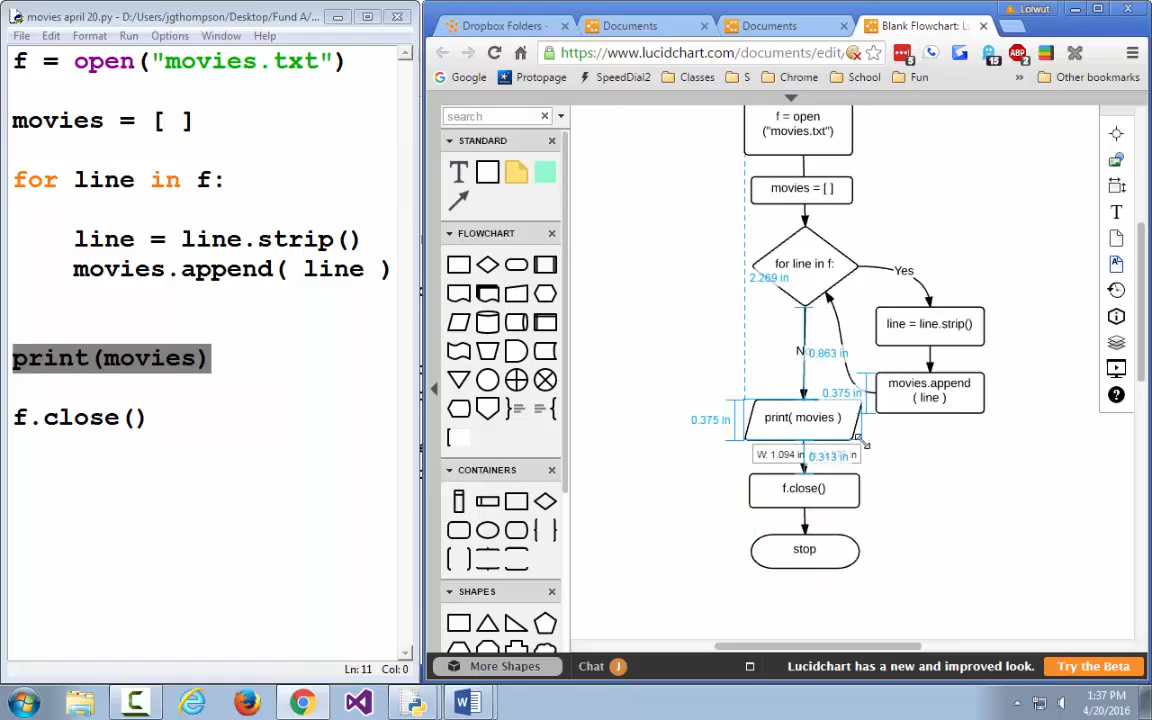 movies april 20.py - D:/Users/jgthompson/Desktop/Fund A/...
File Edit Format Run Options Window Help
f = open("movies.txt")
movies = [ ]
for line in f:
line = line.strip()
movies.append( line )
print(movies)
f.close()
Ln: 11 Col: 0
Dropbox Folders -
Documents
Documents
Blank Flowchart: Lu
Loiwut
https://www.lucidchart.com/documents/edit/
5
15
ABP
2
Google
Protopage
SpeedDial2
Classes
S
Chrome
School
Fun
»
Other bookmarks
search
STANDARD
T
FLOWCHART
CONTAINERS
SHAPES
More Shapes
f = open
("movies.txt")
movies = [ ]
for line in f:
2.269 in
Yes
line = line.strip()
0.863 in
movies.append
( line )
0.375 in
0.375 in
print( movies )
W: 1.094 in
0.313 in
f.close()
stop
T
Chat
J
Lucidchart has a new and improved look.
Try the Beta
1:37 PM
4/20/2016